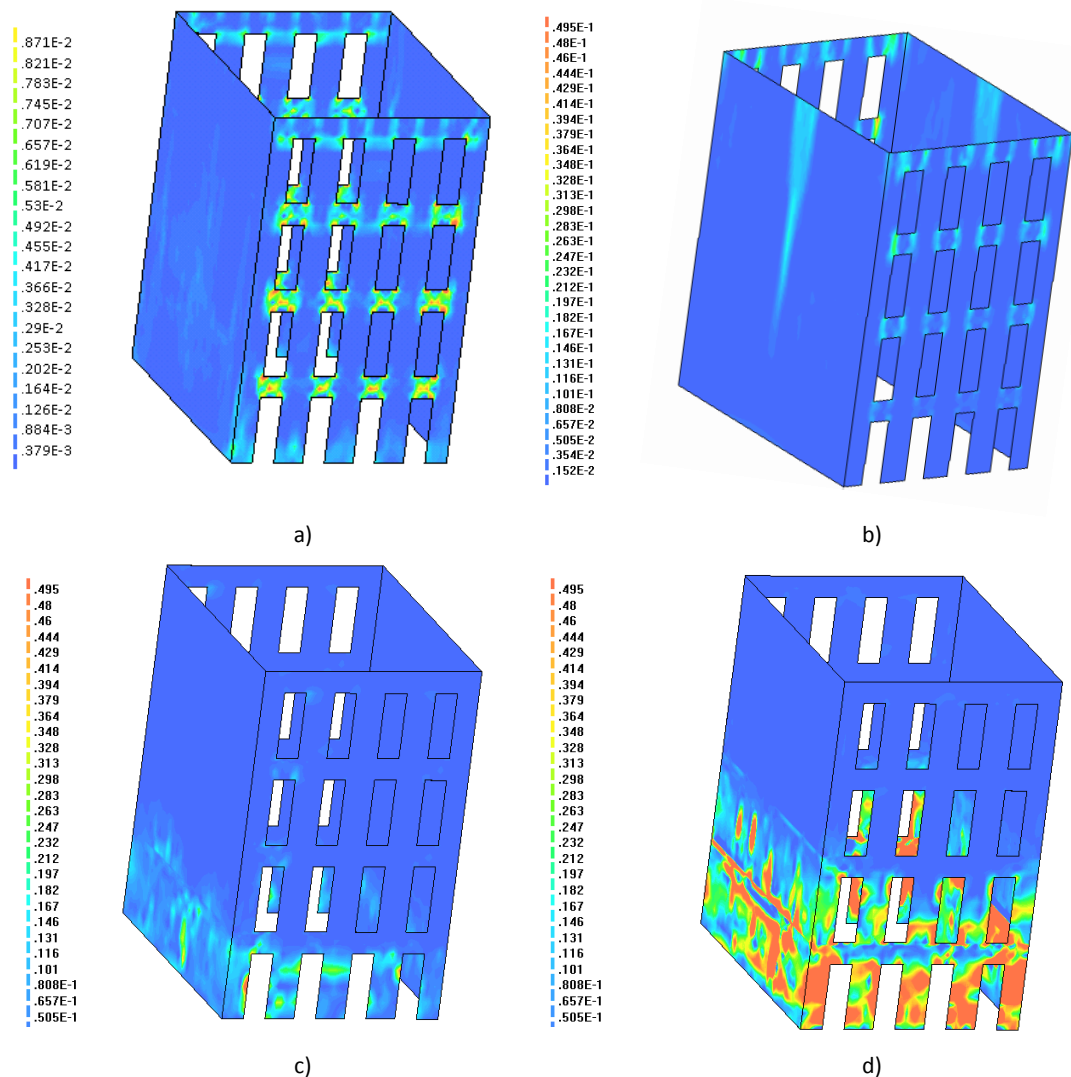 .871E-2
.821E-2
.783E-2
.745E-2
.707E-2
.657E-2
.619E-2
.581E-2
.53E-2
.492E-2
.455E-2
.417E-2
.366E-2
.328E-2
.29E-2
.253E-2
.202E-2
.164E-2
.126E-2
.884E-3
.379E-3
a)
.495E-1
.48E-1
.46E-1
.444E-1
.429E-1
.414E-1
.394E-1
.379E-1
.364E-1
.348E-1
.328E-1
.313E-1
.298E-1
.283E-1
.263E-1
.247E-1
.232E-1
.212E-1
.197E-1
.182E-1
.167E-1
.146E-1
.131E-1
.116E-1
.101E-1
.808E-2
.657E-2
.505E-2
.354E-2
.152E-2
b)
.495
.48
.46
.444
.429
.414
.394
.379
.364
.348
.328
.313
.298
.283
.263
.247
.232
.212
.197
.182
.167
.146
.131
.116
.101
.808E-1
.657E-1
.505E-1
c)
.495
.48
.46
.444
.429
.414
.394
.379
.364
.348
.328
.313
.298
.283
.263
.247
.232
.212
.197
.182
.167
.146
.131
.116
.101
.808E-1
.657E-1
.505E-1
d)